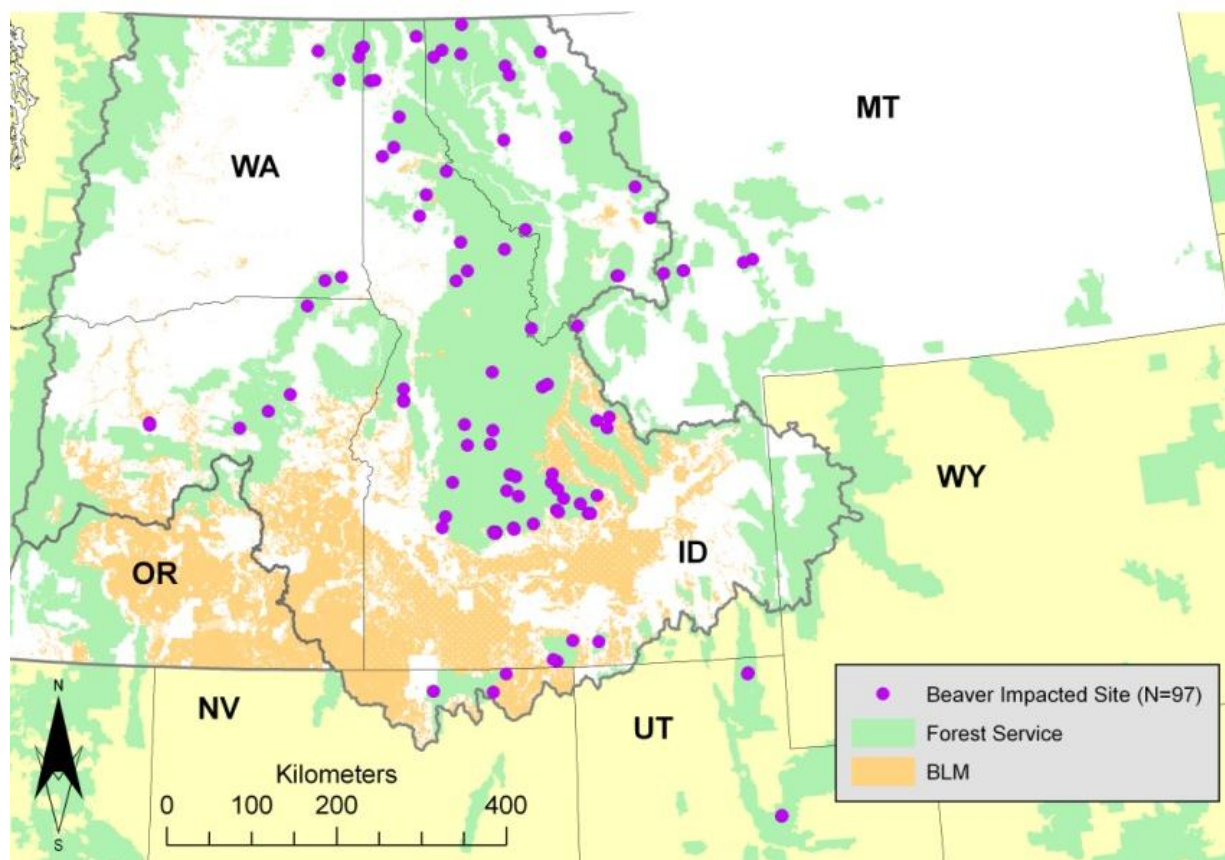 MT
WA
WY
ID
OR
NV
UT
N
S
Kilometers
0 100 200 400
Beaver Impacted Site (N=97)
Forest Service
BLM